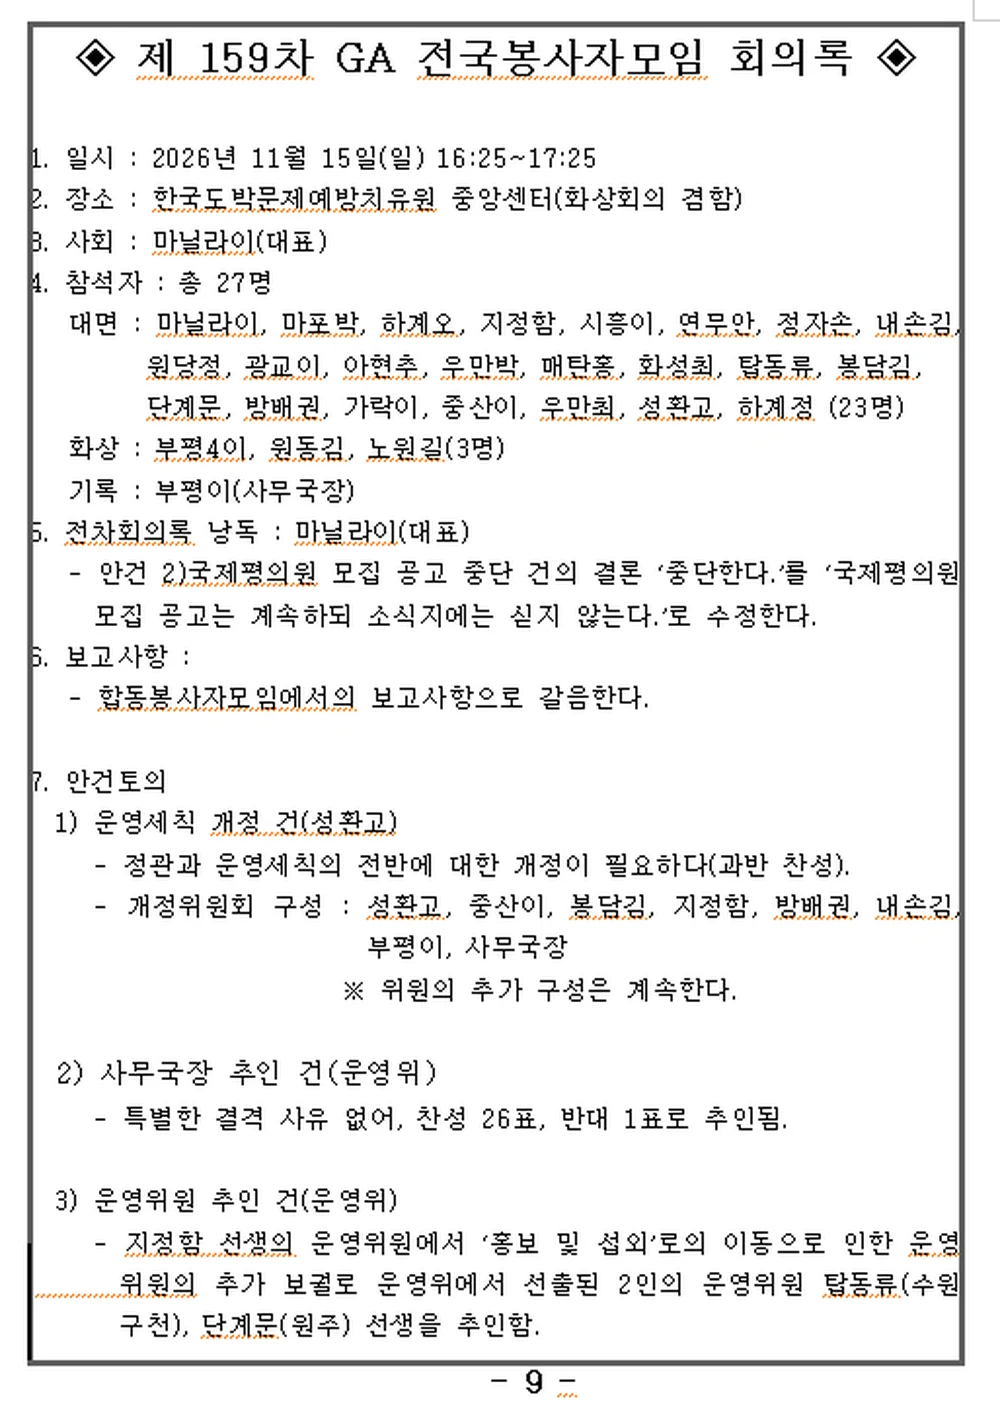 ◈ 제 159차 GA 전국봉사자모임 회의록 ◈
1. 일시 : 2026년 11월 15일(일) 16:25~17:25
2. 장소 : 한국도박문제예방치유원 중앙센터(화상회의 겸함)
3. 사회 : 마닐라이(대표)
4. 참석자 : 총 27명
대면 : 마닐라이, 마포박, 하계오, 지정함, 시흥이, 연무안, 정자손, 내손김,
원당정, 광교이, 아현추, 우만박, 매탄홍, 화성최, 탑동류, 봉담김,
단계문, 방배권, 가락이, 중산이, 우만최, 성환고, 하계정 (23명)
화상 : 부평4이, 원동김, 노원길(3명)
기록 : 부평이(사무국장)
5. 전차회의록 낭독 : 마닐라이(대표)
- 안건 2)국제평의원 모집 공고 중단 건의 결론 '중단한다.'를 '국제평의원
모집 공고는 계속하되 소식지에는 싣지 않는다.'로 수정한다.
6. 보고사항 :
- 합동봉사자모임에서의 보고사항으로 갈음한다.
7. 안건토의
1) 운영세칙 개정 건(성환고)
- 정관과 운영세칙의 전반에 대한 개정이 필요하다(과반 찬성).
- 개정위원회 구성 : 성환고, 중산이, 봉담김, 지정함, 방배권, 내손김,
부평이, 사무국장
※ 위원의 추가 구성은 계속한다.
2) 사무국장 추인 건(운영위)
- 특별한 결격 사유 없어, 찬성 26표, 반대 1표로 추인됨.
3) 운영위원 추인 건(운영위)
- 지정함 선생의 운영위원에서 '홍보 및 섭외'로의 이동으로 인한 운영
위원의 추가 보궐로 운영위에서 선출된 2인의 운영위원 탑동류(수원
구천), 단계문(원주) 선생을 추인함.
- 9 -